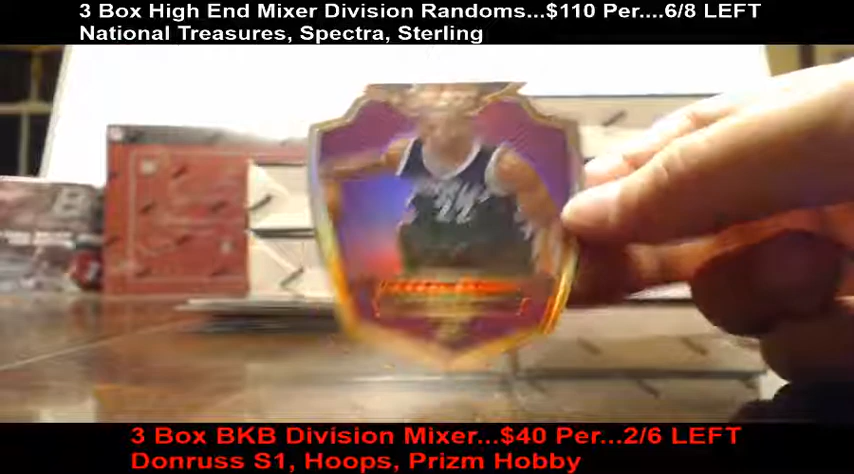 3 Box High End Mixer Division Randoms...$110 Per....6/8 LEFT
National Treasures, Spectra, Sterling
3 Box BKB Division Mixer...$40 Per...2/6 LEFT
Donruss S1, Hoops, Prizm Hobby